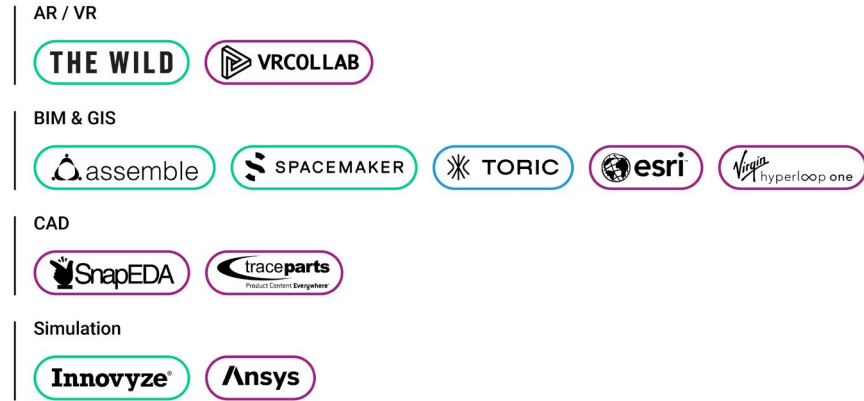 AR / VR
THE WILD
VRCOLLAB
BIM & GIS
assemble
SPACEMAKER
TORIC
esri
Virgin
hyperloop one
CAD
SnapEDA
traceparts
Product Content Everywhere
Simulation
Innovyze®
Ansys